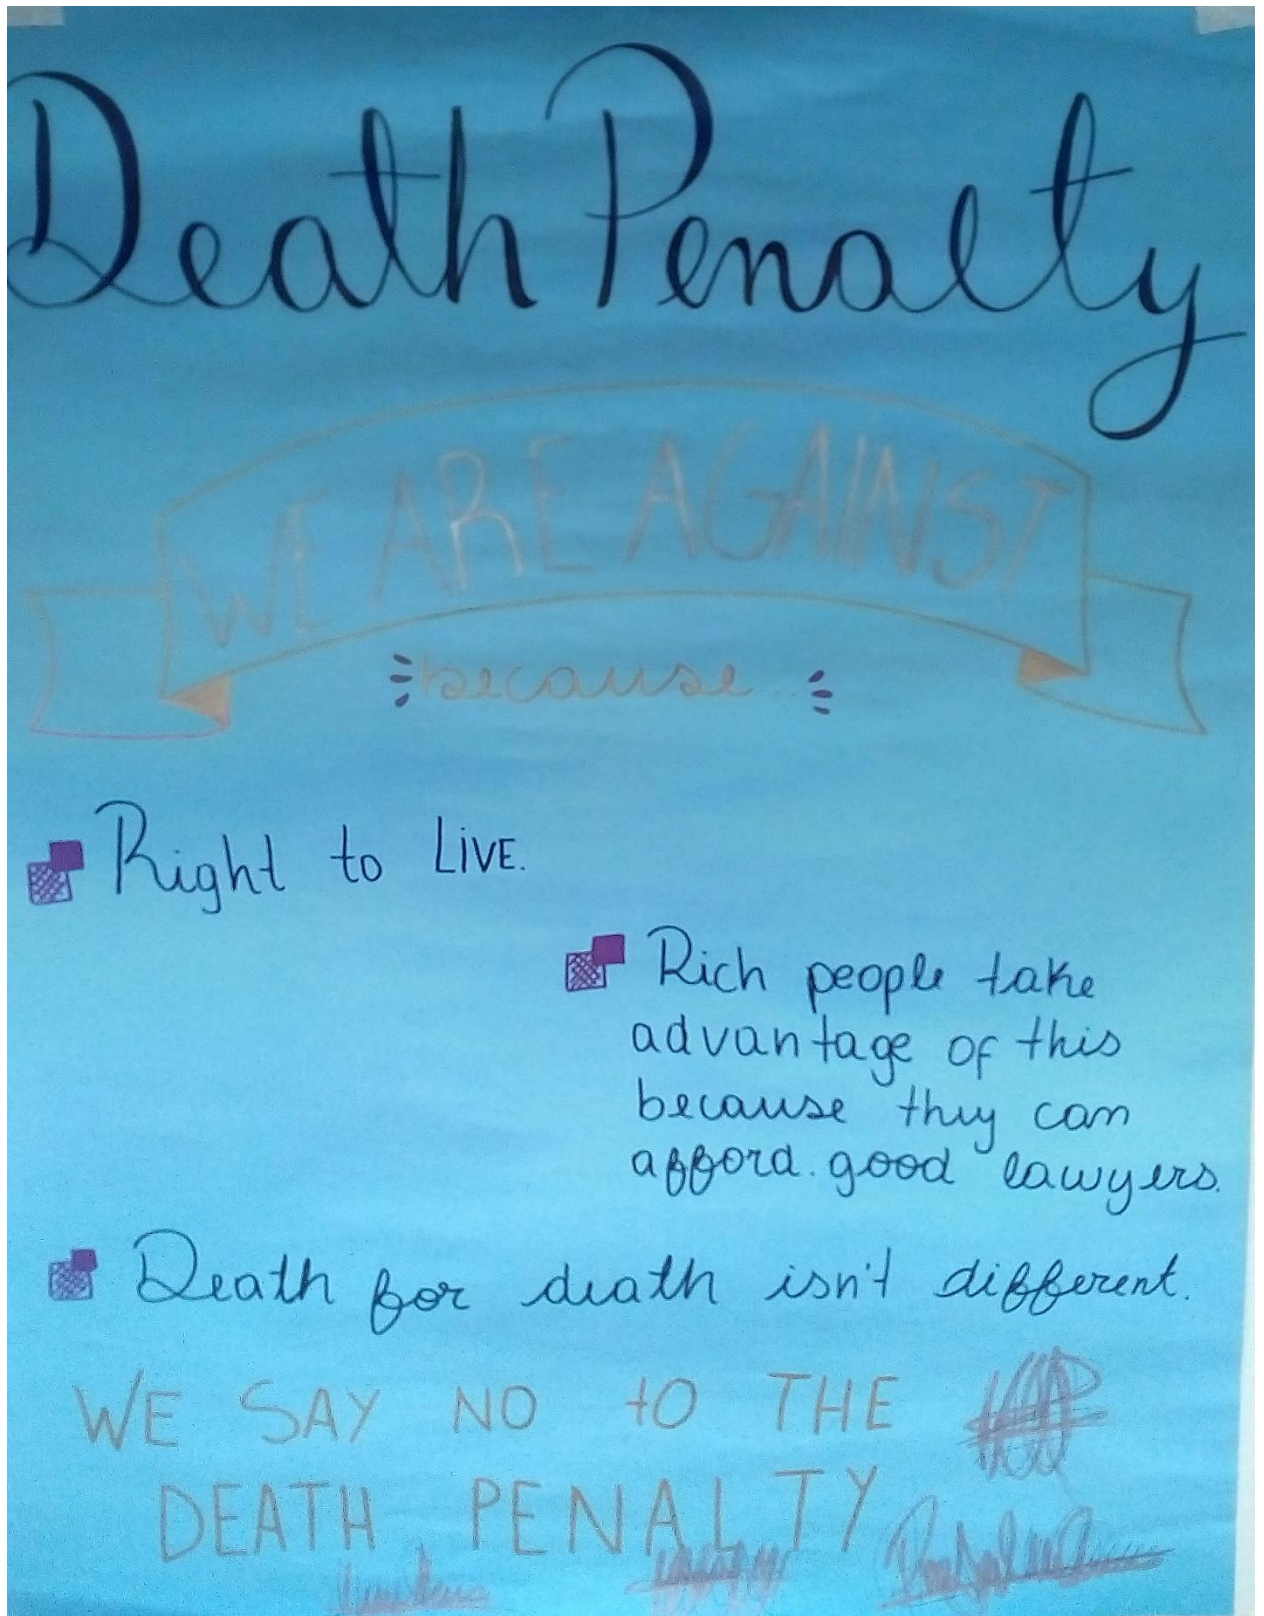 Death Penalty
WE ARE AGAINST
because
Right to LIVE.
Rich people take
advantage of this
because they can
afford. good lawyers.
Death for death isn't different.
WE SAY NO to THE
DEATH PENALTY